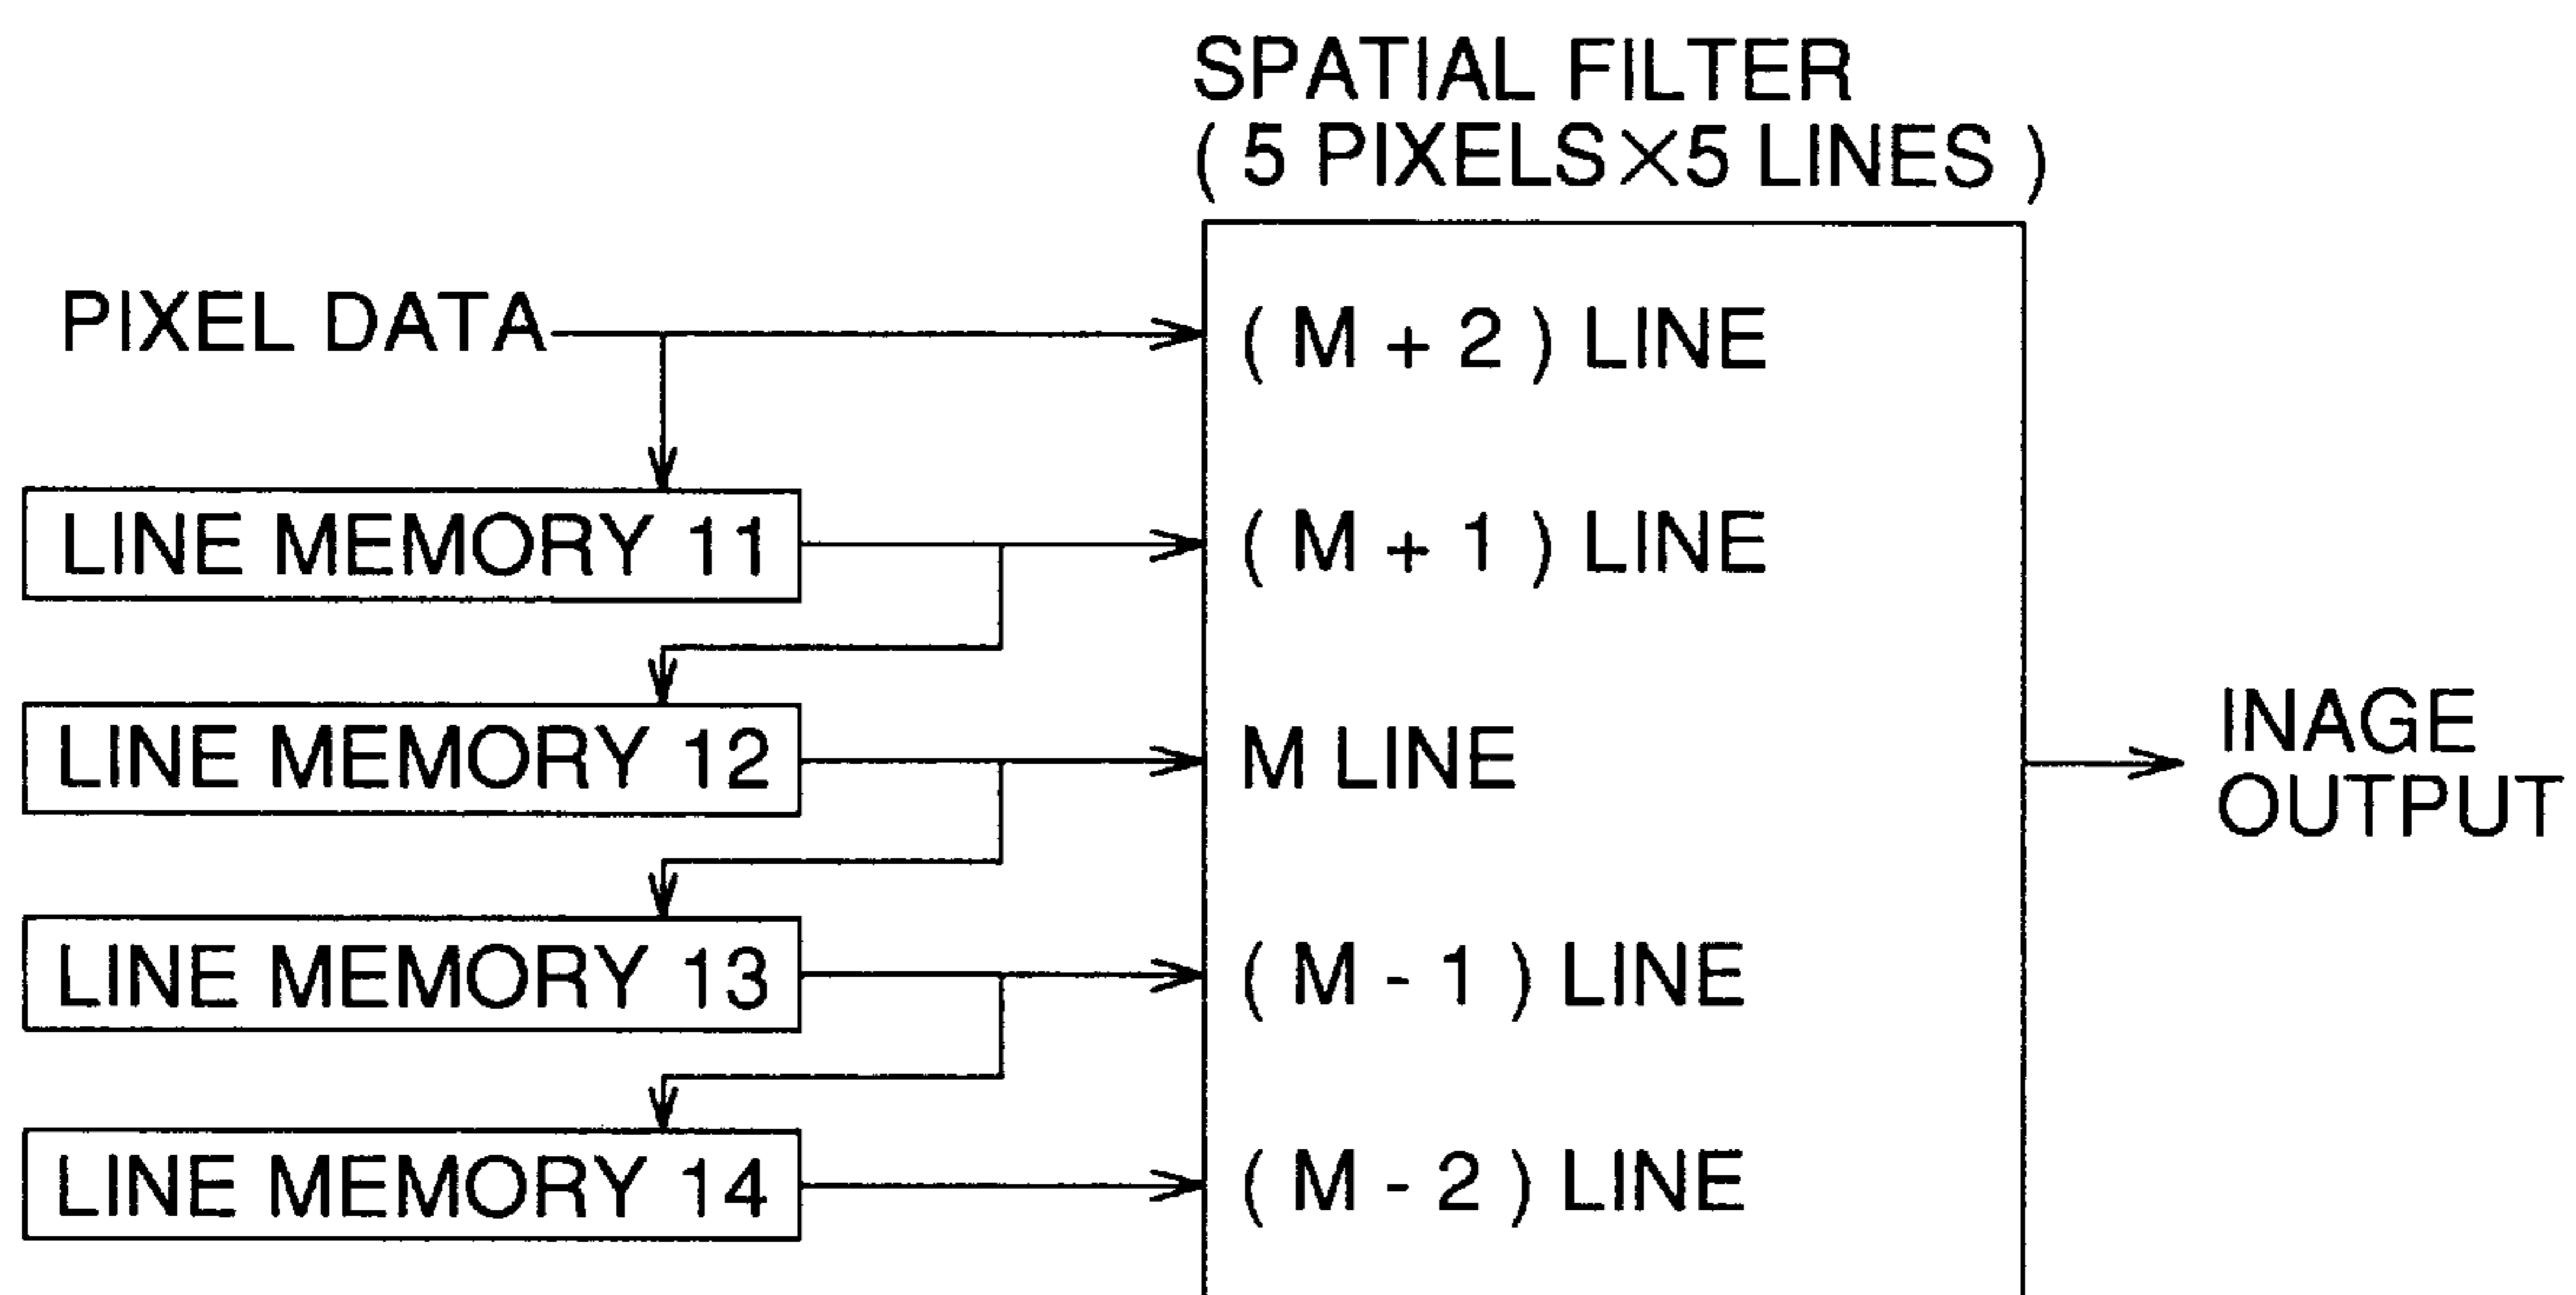 SPATIAL FILTER
( 5 PIXELS×5 LINES )
PIXEL DATA
( M + 2 ) LINE
LINE MEMORY 11
( M + 1 ) LINE
LINE MEMORY 12
M LINE
INAGE
OUTPUT
LINE MEMORY 13
( M - 1 ) LINE
LINE MEMORY 14
( M - 2 ) LINE